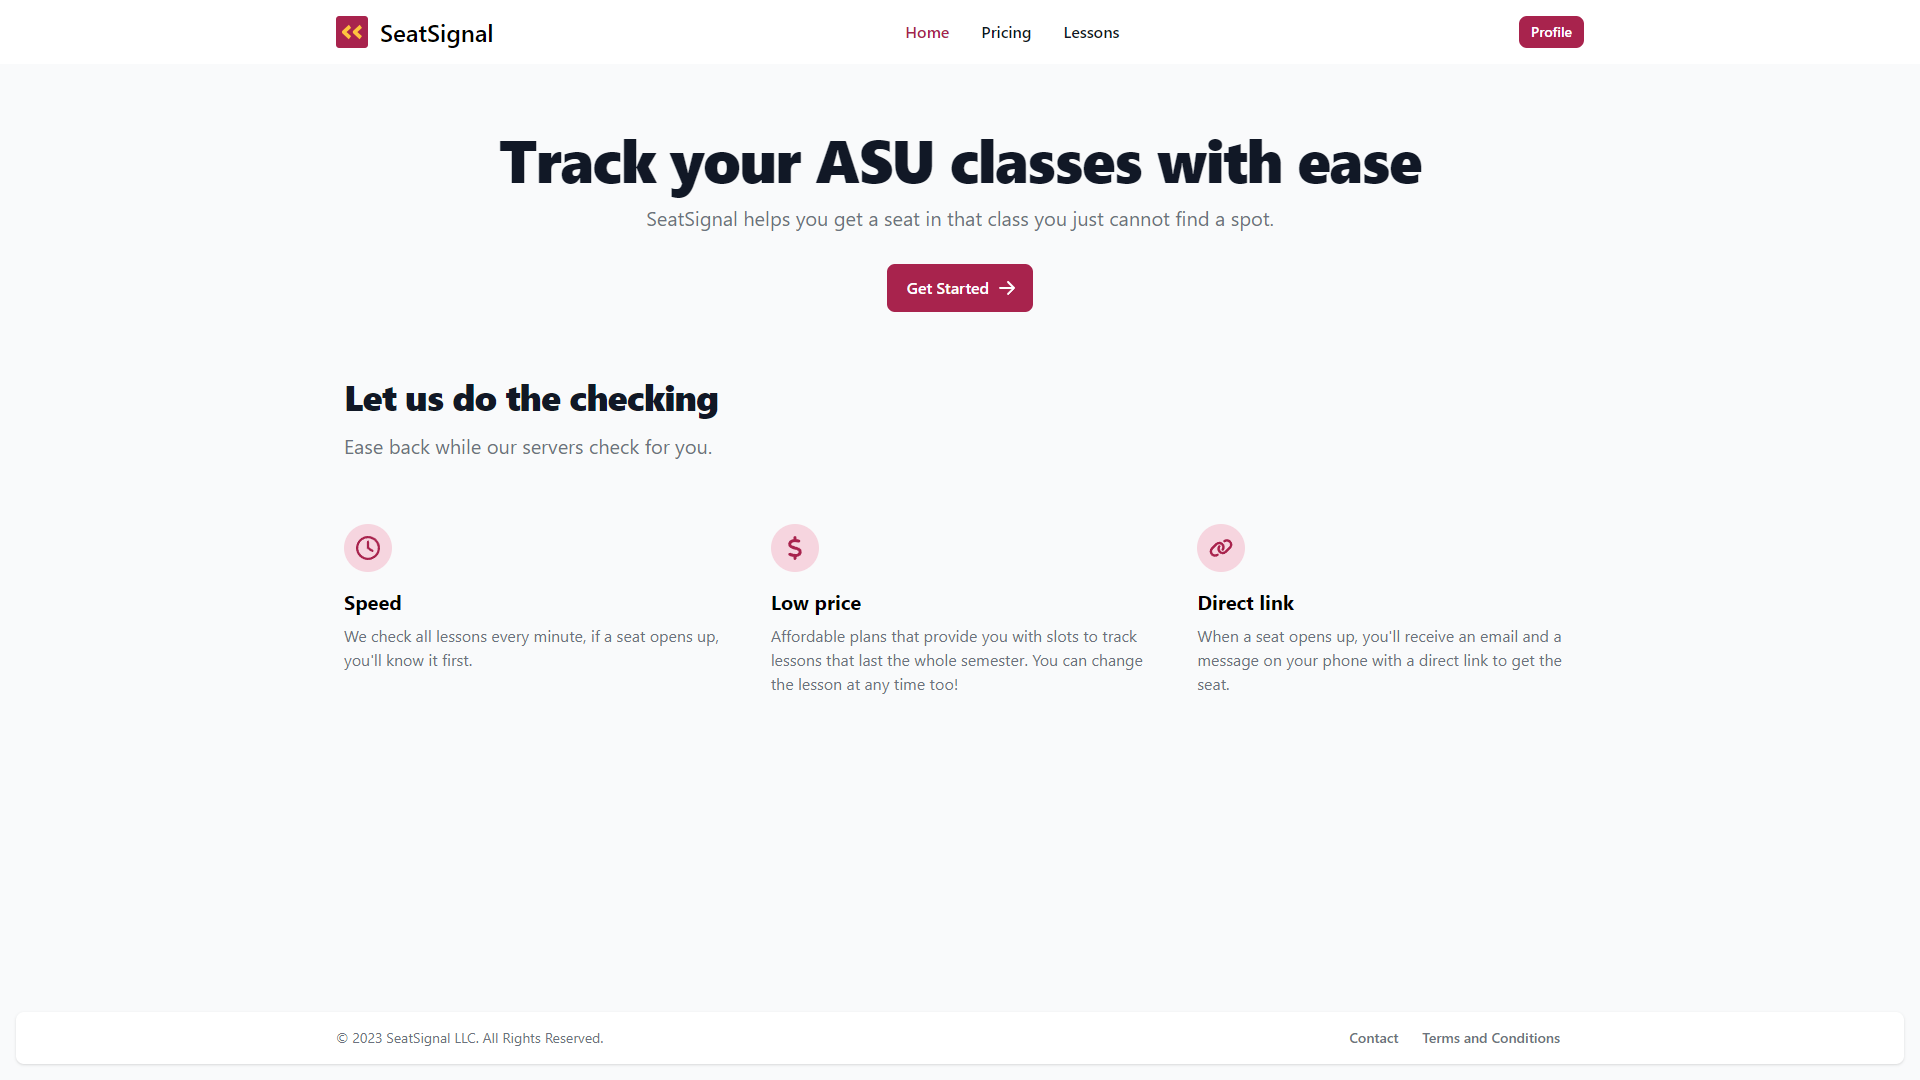 SeatSignal
Home Pricing Lessons
Profile
Track your ASU classes with ease
SeatSignal helps you get a seat in that class you just cannot find a spot.
Get Started
Let us do the checking
Ease back while our servers check for you.
Speed
We check all lessons every minute, if a seat opens up,
you'll know it first.
Low price
Affordable plans that provide you with slots to track
lessons that last the whole semester. You can change
the lesson at any time too!
Direct link
When a seat opens up, you'll receive an email and a
message on your phone with a direct link to get the
seat.
© 2023 SeatSignal LLC. All Rights Reserved.
Contact Terms and Conditions